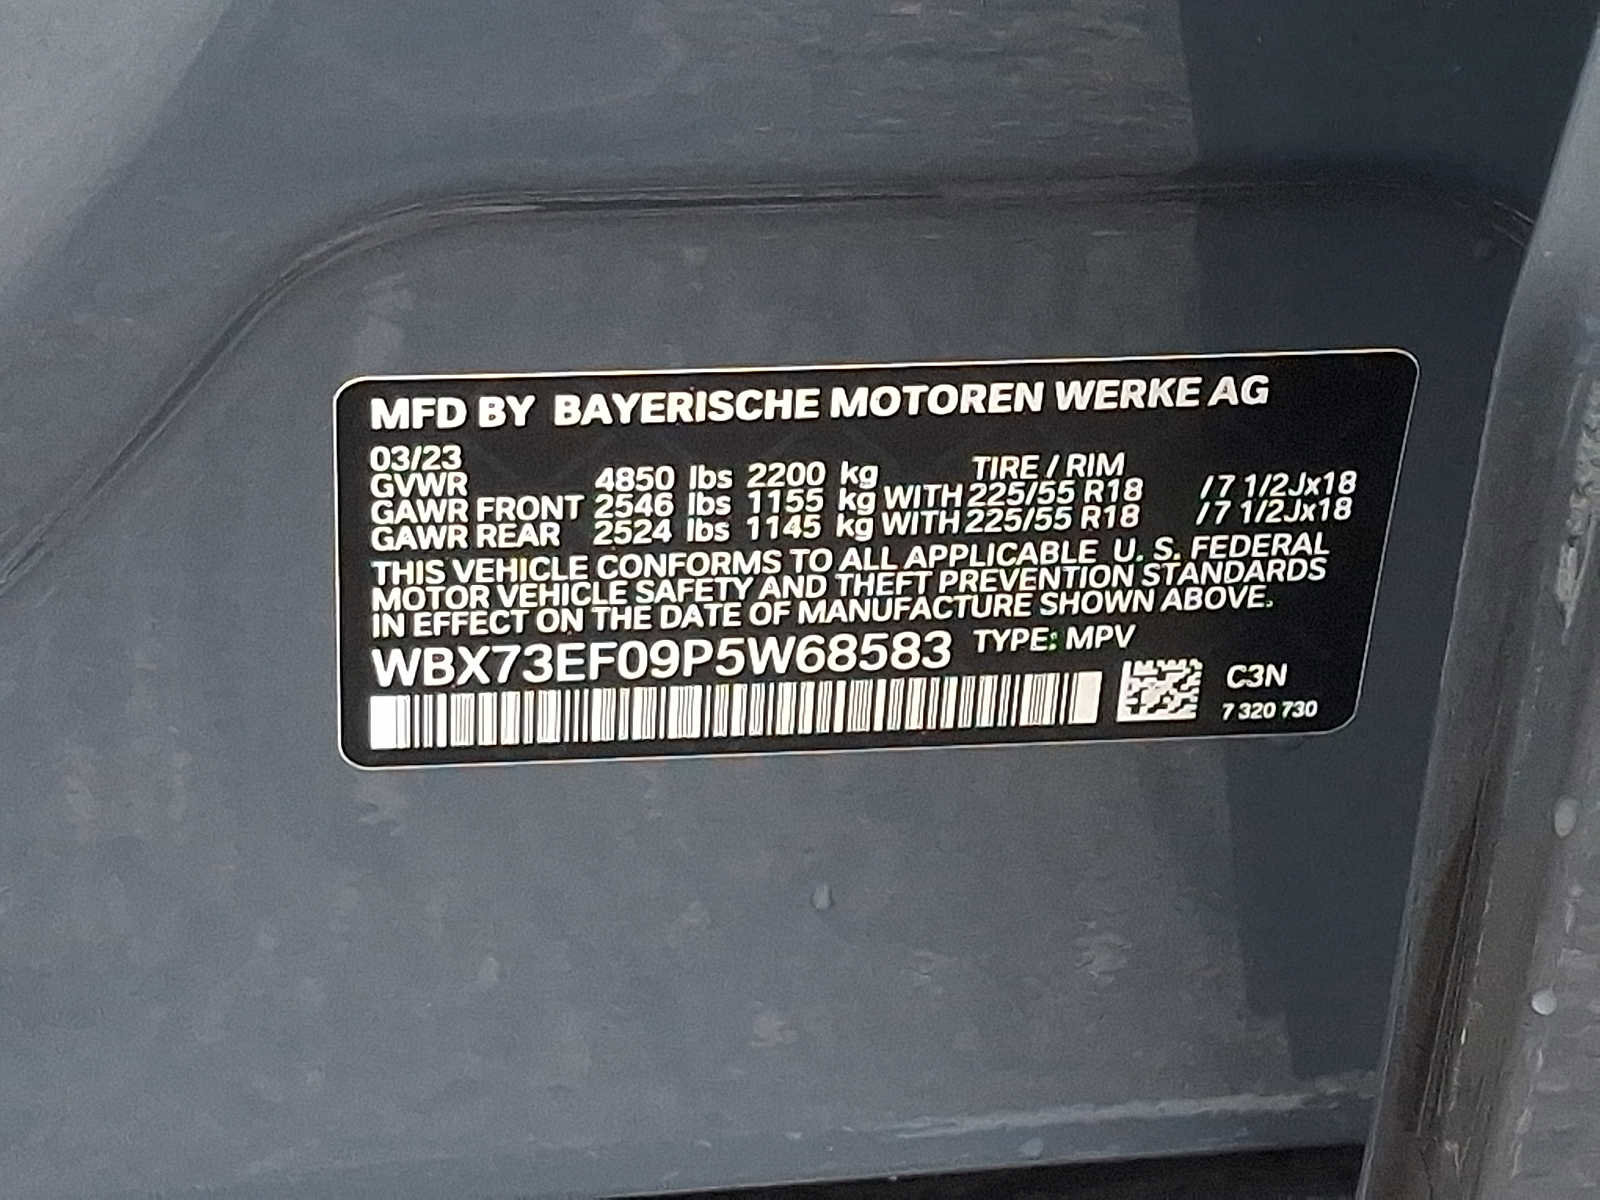 MFD BY BAYERISCHE MOTOREN WERKE AG
03/23 TIRE / RIM
GVWR 4850 lbs 2200 kg
GAWR FRONT 2546 lbs 1155 kg WITH 225/55 R18 /7 1/2Jx18
GAWR REAR 2524 lbs 1145 kg WITH 225/55 R18 /7 1/2Jx18
THIS VEHICLE CONFORMS TO ALL APPLICABLE U. S. FEDERAL
MOTOR VEHICLE SAFETY AND THEFT PREVENTION STANDARDS
IN EFFECT ON THE DATE OF MANUFACTURE SHOWN ABOVE.
WBX73EF09P5W68583 TYPE: MPV
C3N
7 320 730